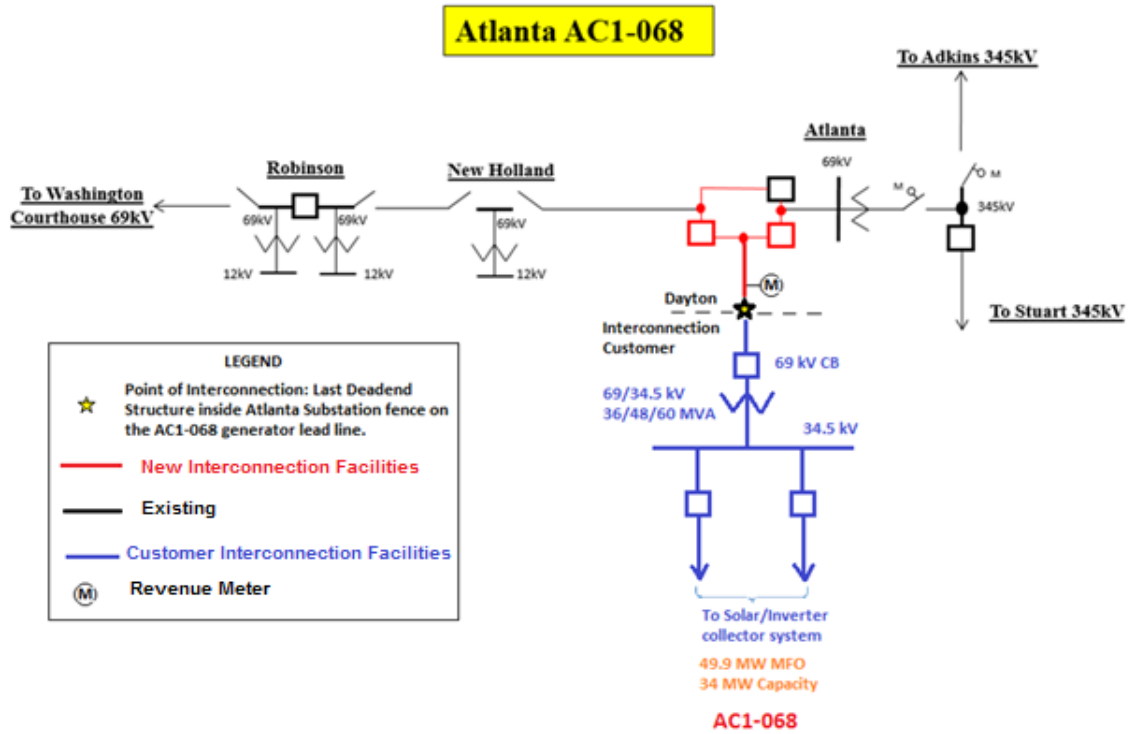 Atlanta AC1-068
To Adkins 345kV
Atlanta
69kV
M
M
345kV
To Stuart 345kV
Robinson
New Holland
To Washington
Courthouse 69kV
69kV
69kV
69kV
12kV
12kV
12kV
M
Dayton
Interconnection
Customer
69 kV CB
69/34.5 kV
36/48/60 MVA
34.5 kV
To Solar/Inverter
collector system
49.9 MW MFO
34 MW Capacity
AC1-068
LEGEND
Point of Interconnection: Last Deadend
Structure inside Atlanta Substation fence on
the AC1-068 generator lead line.
New Interconnection Facilities
Existing
Customer Interconnection Facilities
M
Revenue Meter